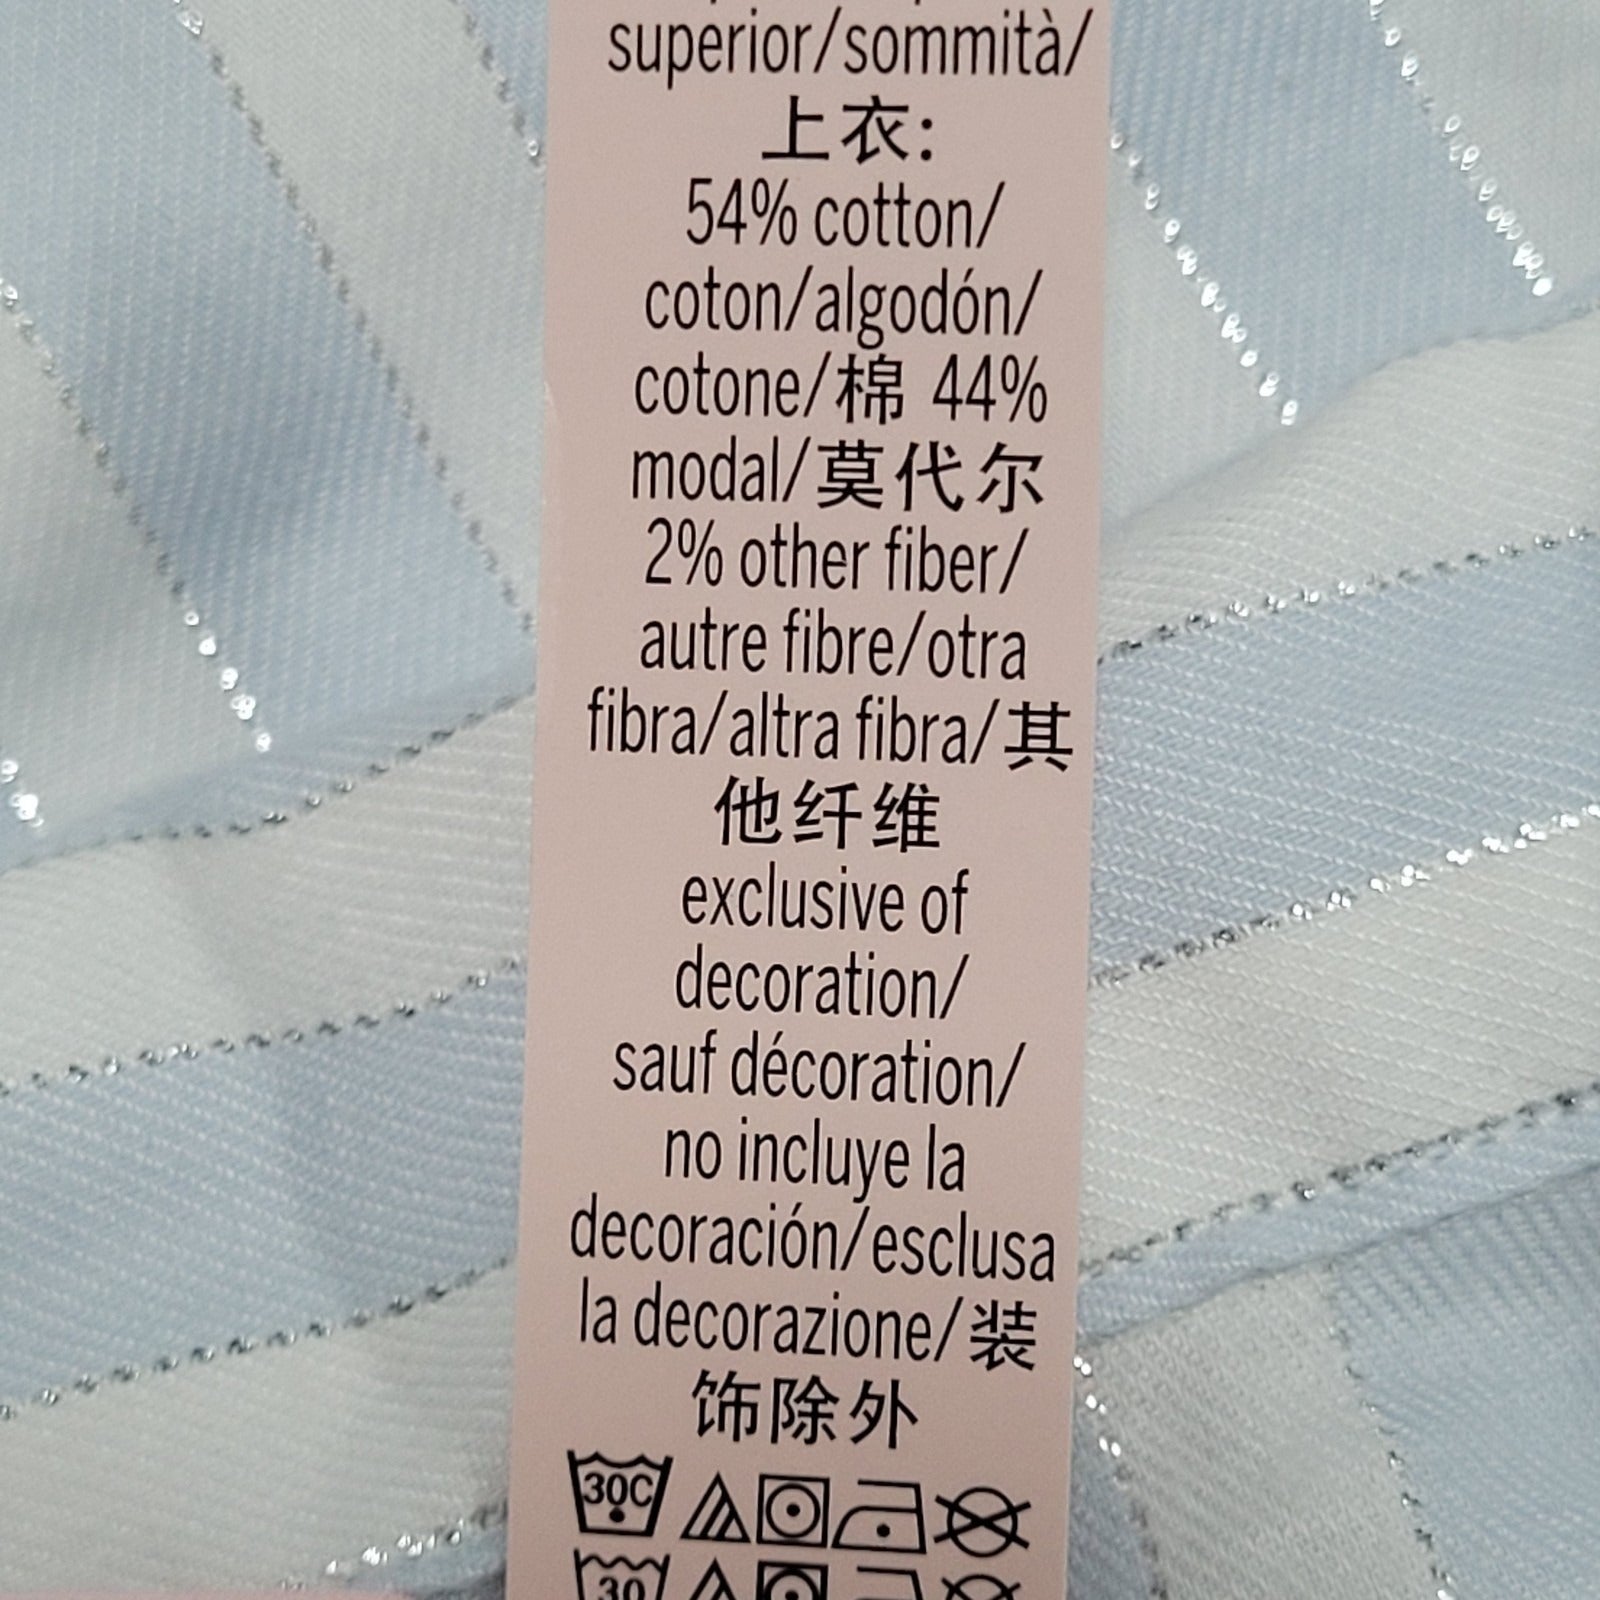 superior/sommità/
上衣:
54% cotton/
coton/algodón/
cotone/棉 44%
modal/莫代尔
2% other fiber/
autre fibre/otra
fibra/altra fibra/其
他纤维
exclusive of
decoration/
sauf décoration/
no incluye la
decoración/esclusa
la decorazione/装
饰除外
30C
30